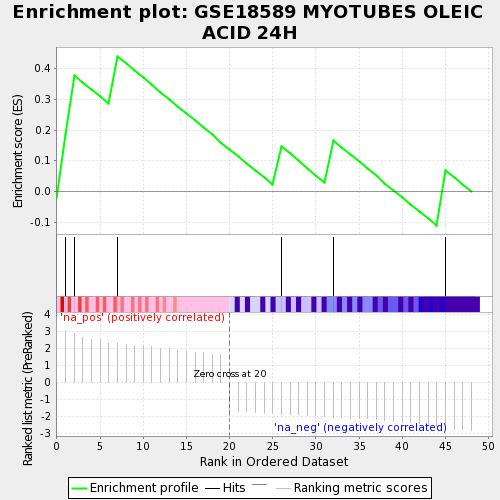 Enrichment plot: GSE18589 MYOTUBES OLEIC
ACID 24H
Enrichment score (ES)
0.4
0.3
0.2
0.1
0.0
-0.1
'na_pos' (positively correlated)
Ranked list metric (PreRanked)
4
3
2
1
0
-1
-2
-3
Zero cross at 20
'na_neg' (negatively correlated)
0 5 10 15 20 25 30 35 40 45 50
Rank in Ordered Dataset
Enrichment profile Hits Ranking metric scores